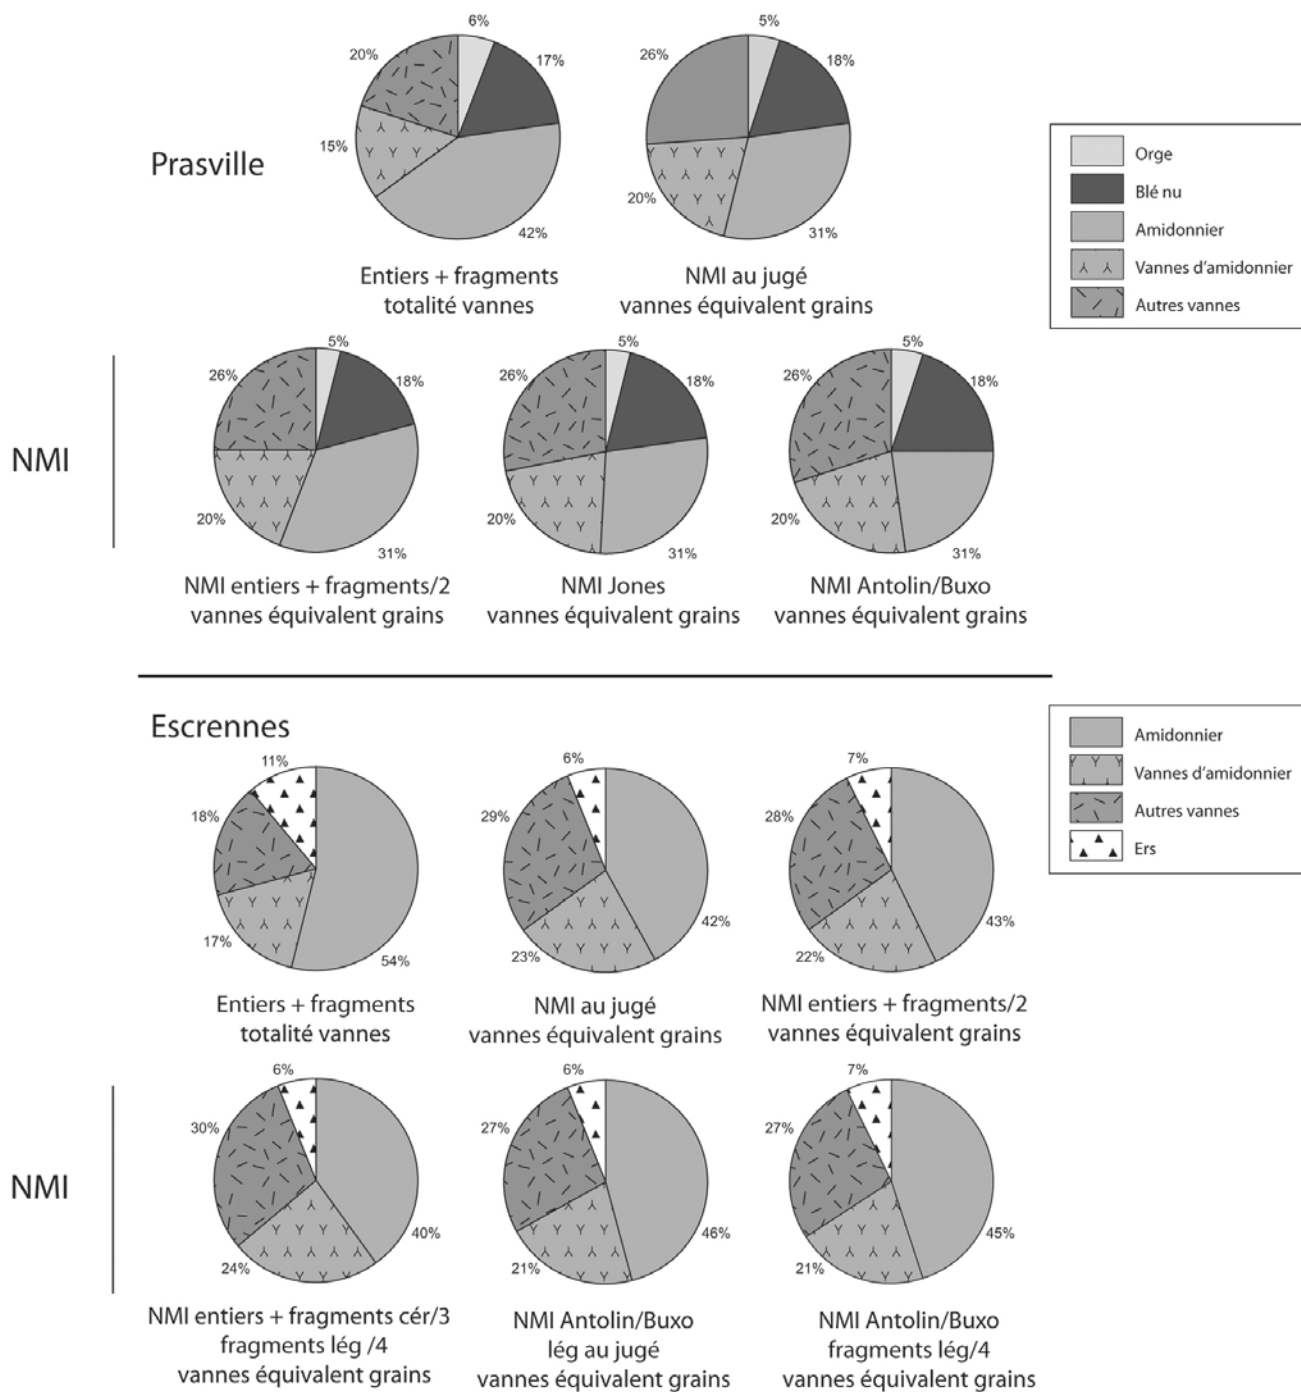 Prasville
6%
17%
42%
15%
20%
Entiers + fragments
totalité vannes
5%
18%
31%
20%
26%
NMI au jugé
vannes équivalent grains
Orge
Blé nu
Amidonnier
Vannes d'amidonnier
Autres vannes
NMI
5%
18%
31%
20%
26%
NMI entiers + fragments/2
vannes équivalent grains
5%
18%
31%
20%
26%
NMI Jones
vannes équivalent grains
5%
18%
31%
20%
26%
NMI Antolin/Buxo
vannes équivalent grains
Escrennes
11%
18%
17%
54%
Entiers + fragments
totalité vannes
6%
29%
23%
42%
NMI au jugé
vannes équivalent grains
7%
28%
22%
43%
NMI entiers + fragments/2
vannes équivalent grains
Amidonnier
Vannes d'amidonnier
Autres vannes
Ers
NMI
6%
30%
24%
40%
NMI entiers + fragments cér/3
fragments lég /4
vannes équivalent grains
6%
27%
21%
46%
NMI Antolin/Buxo
lég au jugé
vannes équivalent grains
7%
27%
21%
45%
NMI Antolin/Buxo
fragments lég/4
vannes équivalent grains